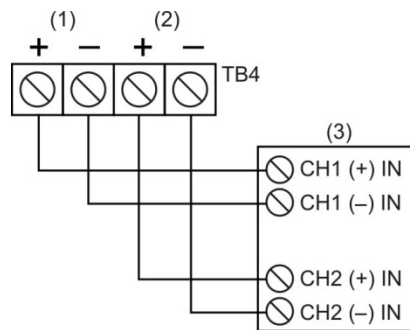 (1) (2)
+ – + –
TB4
(3)
CH1 (+) IN
CH1 (–) IN
CH2 (+) IN
CH2 (–) IN